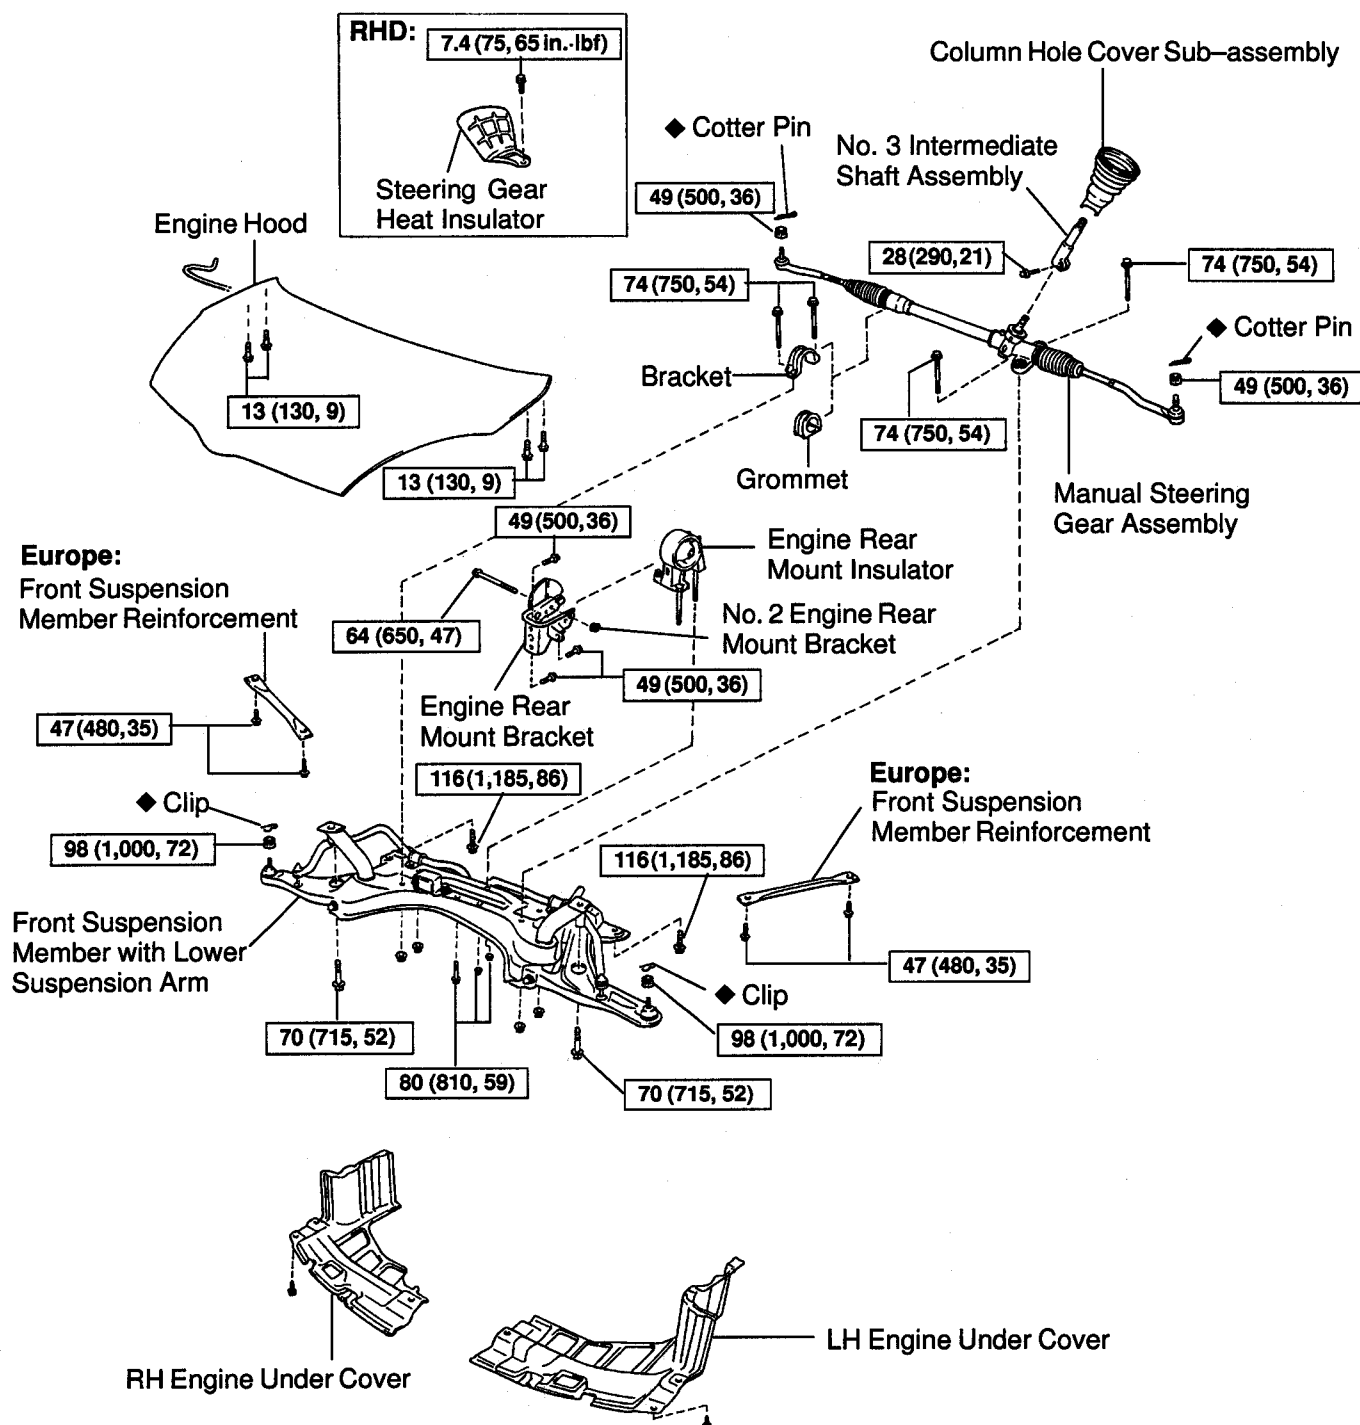 RHD:
7.4 (75, 65 in.·lbf)
Steering Gear
Heat Insulator
Column Hole Cover Sub–assembly
◆ Cotter Pin
No. 3 Intermediate
Shaft Assembly
49 (500, 36)
Engine Hood
28 (290, 21)
74 (750, 54)
74 (750, 54)
◆ Cotter Pin
Bracket
49 (500, 36)
13 (130, 9)
74 (750, 54)
Grommet
13 (130, 9)
Manual Steering
Gear Assembly
49 (500, 36)
Engine Rear
Mount Insulator
Europe:
Front Suspension
Member Reinforcement
No. 2 Engine Rear
Mount Bracket
64 (650, 47)
49 (500, 36)
Engine Rear
Mount Bracket
47 (480, 35)
116 (1,185, 86)
Europe:
Front Suspension
Member Reinforcement
◆ Clip
98 (1,000, 72)
116 (1,185, 86)
Front Suspension
Member with Lower
Suspension Arm
47 (480, 35)
◆ Clip
70 (715, 52)
98 (1,000, 72)
80 (810, 59)
70 (715, 52)
LH Engine Under Cover
RH Engine Under Cover